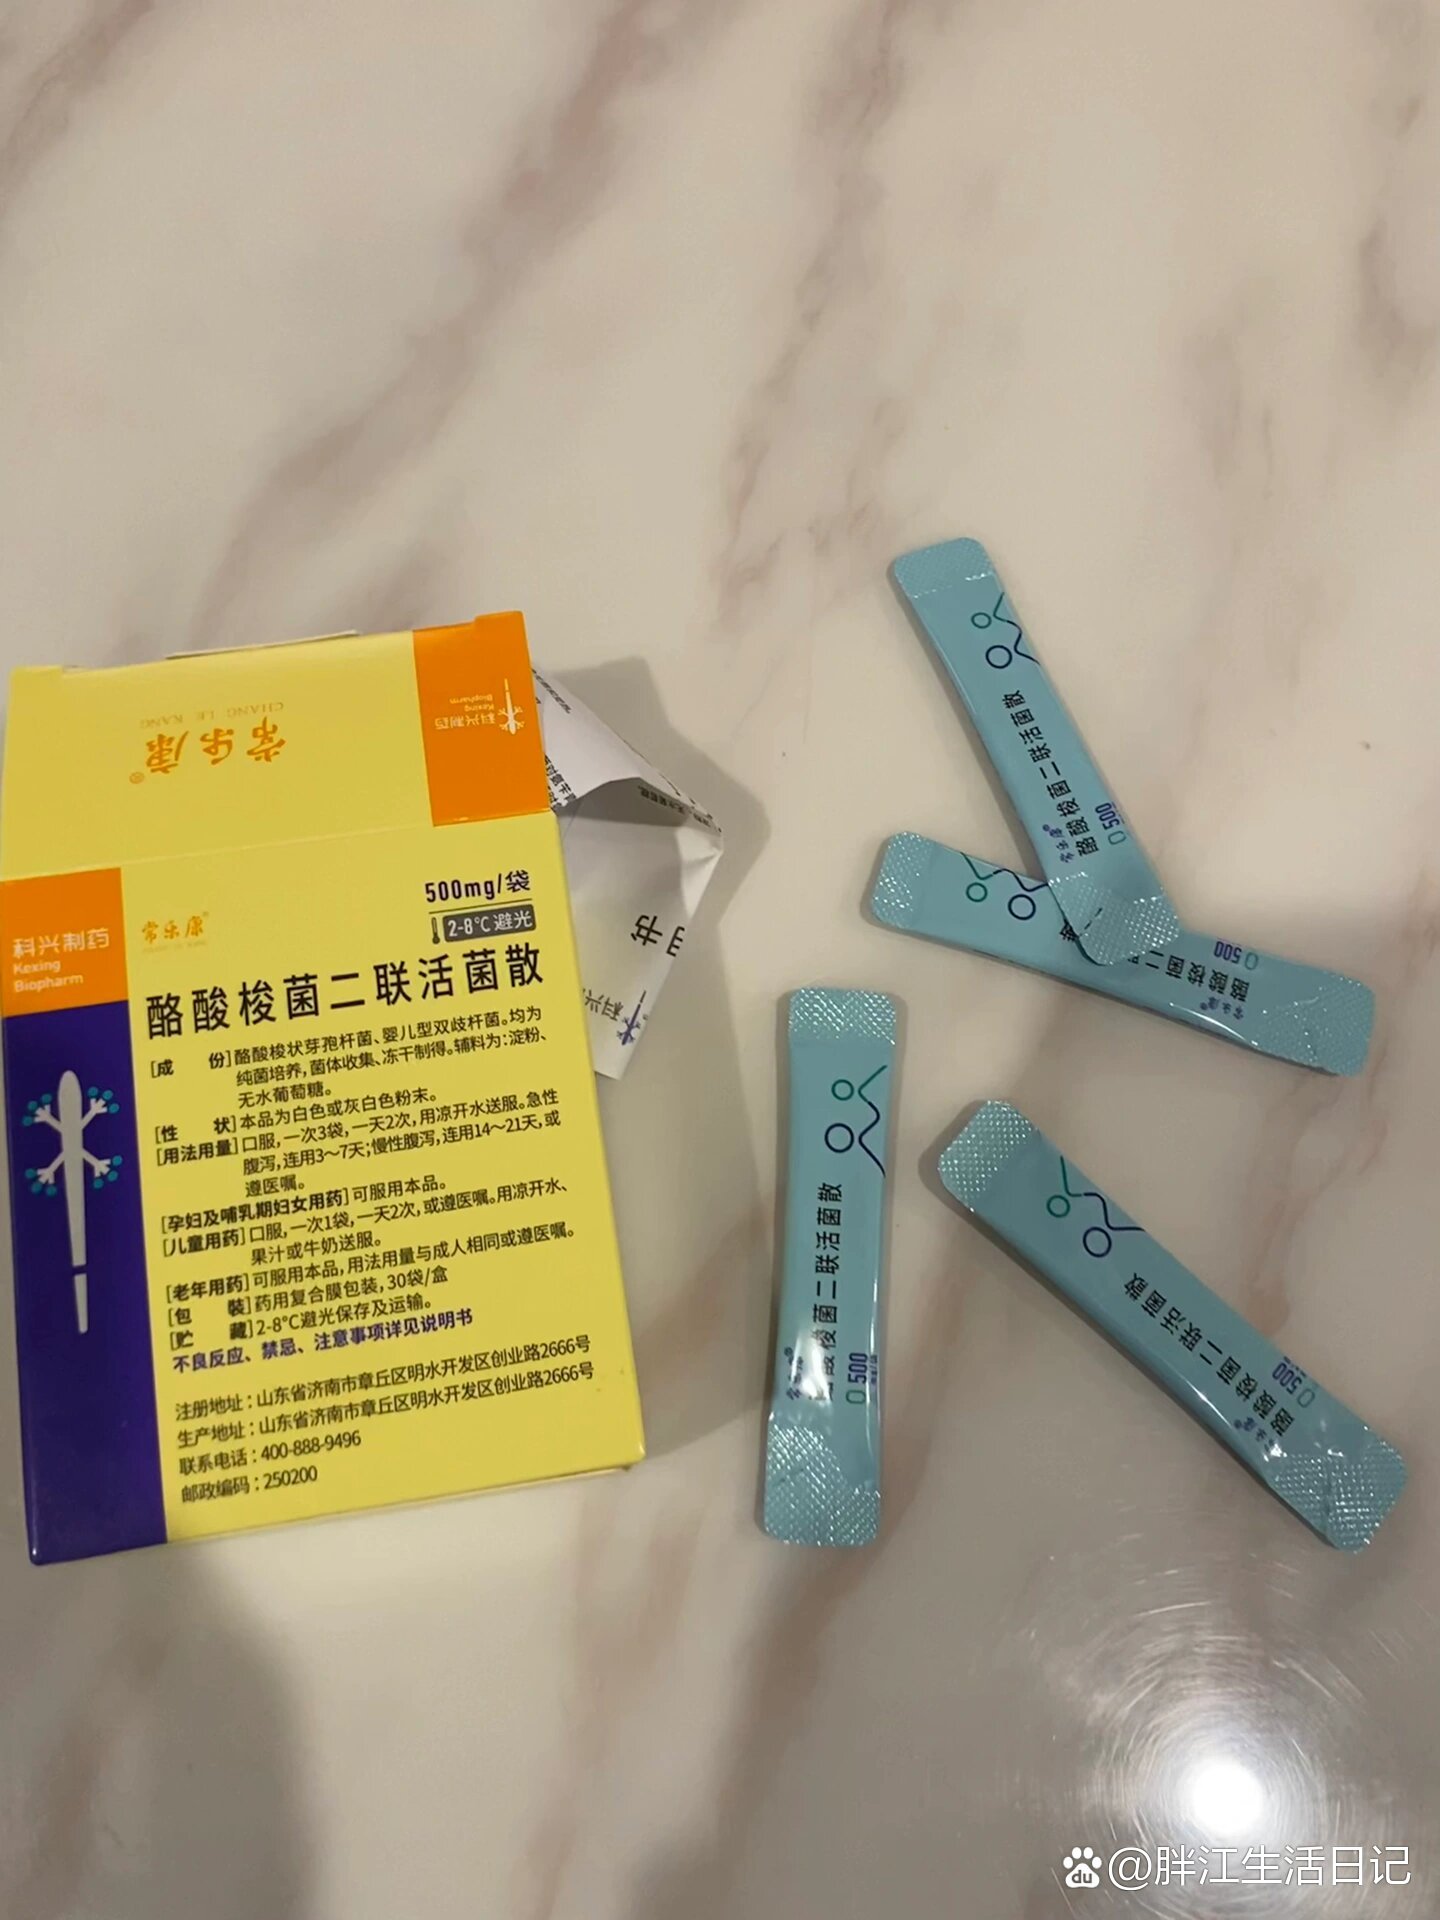 常乐康®
CHANG LE KANG
科兴制药
Kexing
Biopharm
科兴制药
Kexing
Biopharm
常乐康®
500mg/袋
2-8℃避光
酪酸梭菌二联活菌散
[成 份]酪酸梭状芽孢杆菌、婴儿型双歧杆菌。均为
纯菌培养,菌体收集、冻干制得。辅料为:淀粉、
无水葡萄糖。
[性 状]本品为白色或灰白色粉末。
[用法用量]口服,一次3袋,一天2次,用凉开水送服。急性
腹泻,连用3～7天;慢性腹泻,连用14～21天,或
遵医嘱。
[孕妇及哺乳期妇女用药]可服用本品。
[儿童用药]口服,一次1袋,一天2次,或遵医嘱。用凉开水、
果汁或牛奶送服。
[老年用药]可服用本品,用法用量与成人相同或遵医嘱。
[包 装]药用复合膜包装,30袋/盒
[贮 藏]2-8℃避光保存及运输。
不良反应、禁忌、注意事项详见说明书
注册地址:山东省济南市章丘区明水开发区创业路2666号
生产地址:山东省济南市章丘区明水开发区创业路2666号
联系电话:400-888-9496
邮政编码:250200
书
科兴
常乐康®
酪酸梭菌二联活菌散
500
常乐康®
酪酸梭菌二
500
酸梭菌二联活菌散
500
常乐康®
酪酸梭菌二联活菌散
500
du@胖江生活日记